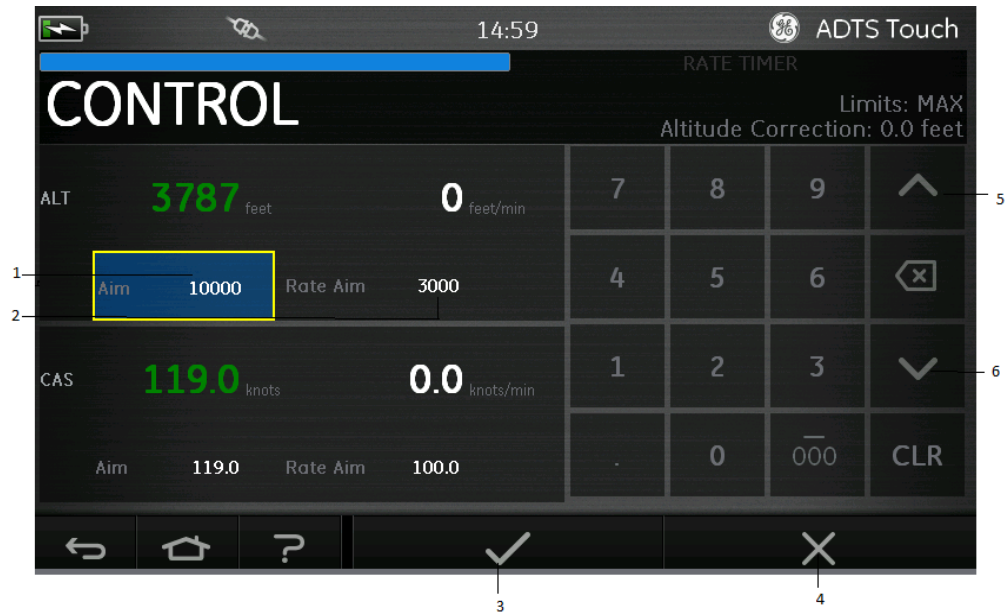 14:59
GE ADTS Touch
RATE TIMER
CONTROL
Limits: MAX
Altitude Correction: 0.0 feet
ALT 3787 feet 0 feet/min
Aim 10000 Rate Aim 3000
CAS 119.0 knots 0.0 knots/min
Aim 119.0 Rate Aim 100.0
7 8 9
4 5 6
1 2 3
. 0 000 CLR
?
1
2
3
4
5
6